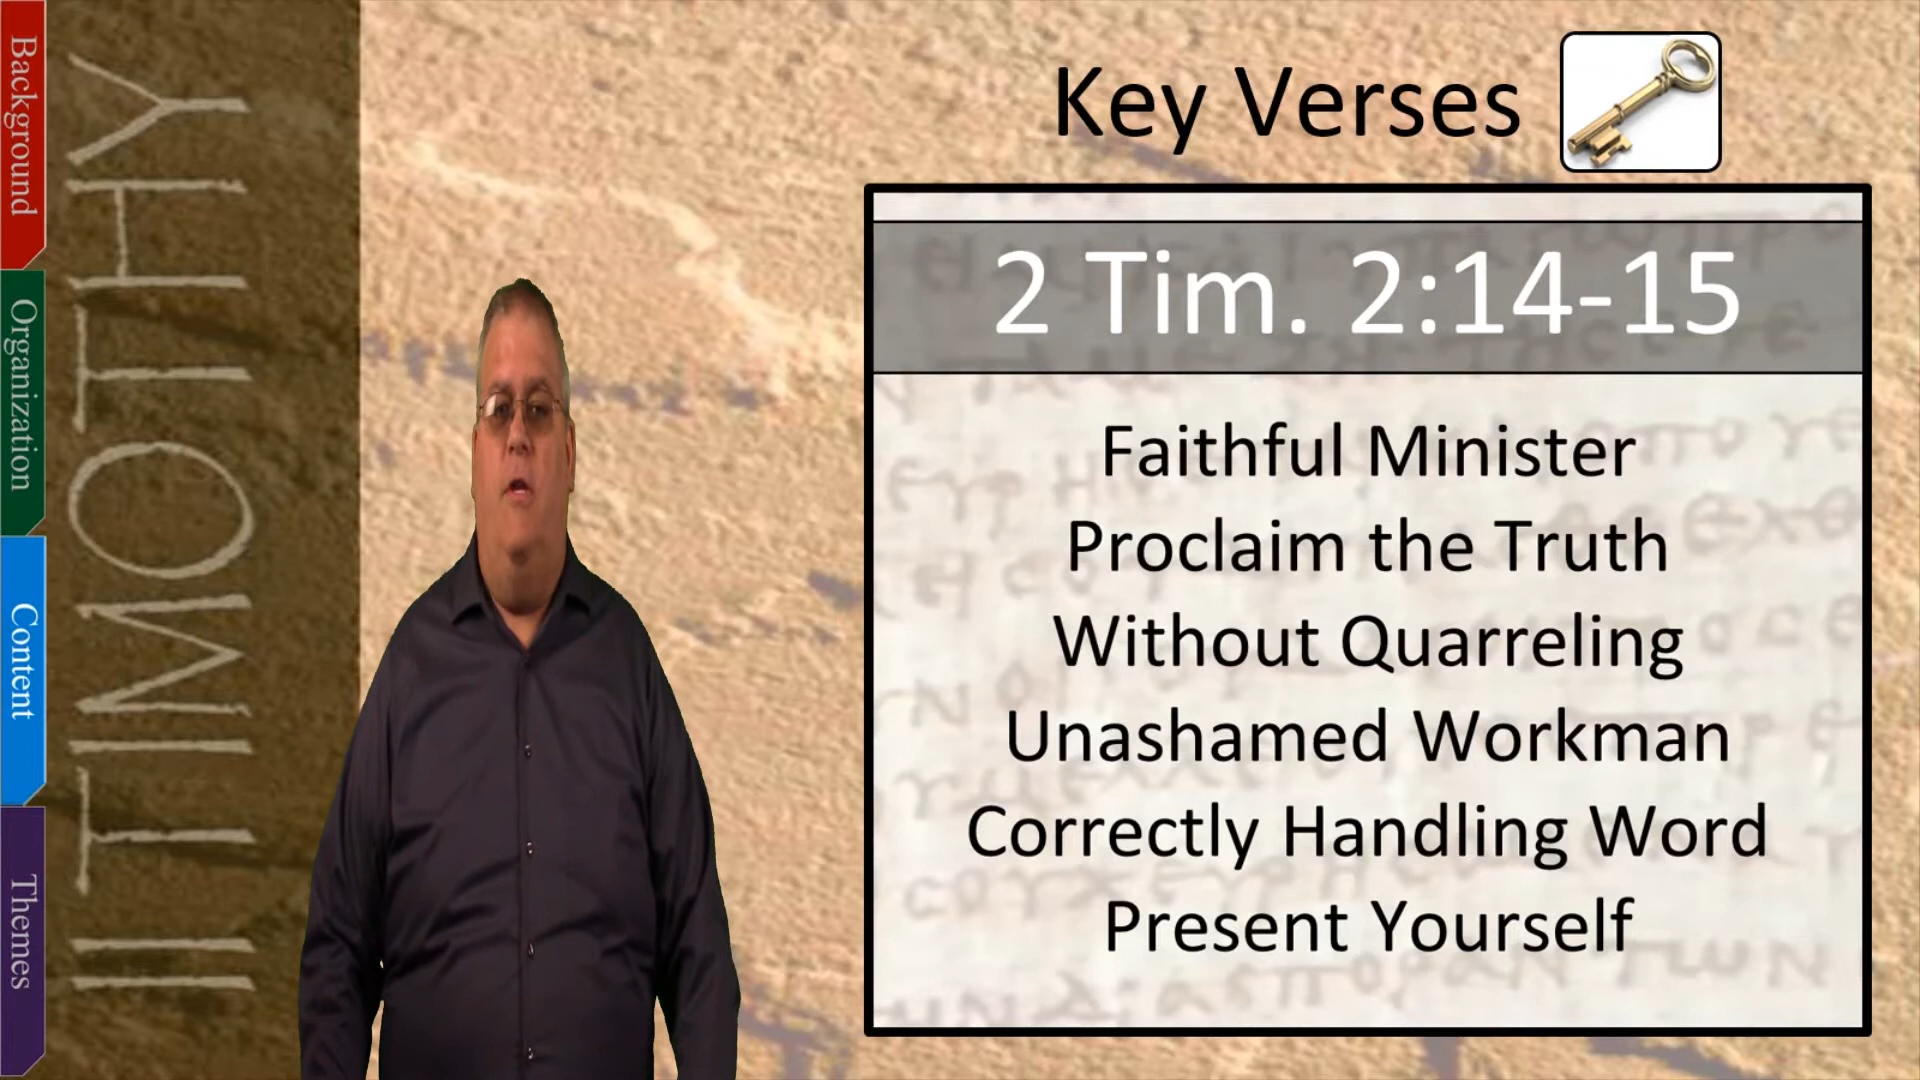 Background
Organization
Content
Themes
II TIMOTHY
Key Verses
2 Tim. 2:14-15
Faithful Minister
Proclaim the Truth
Without Quarreling
Unashamed Workman
Correctly Handling Word
Present Yourself